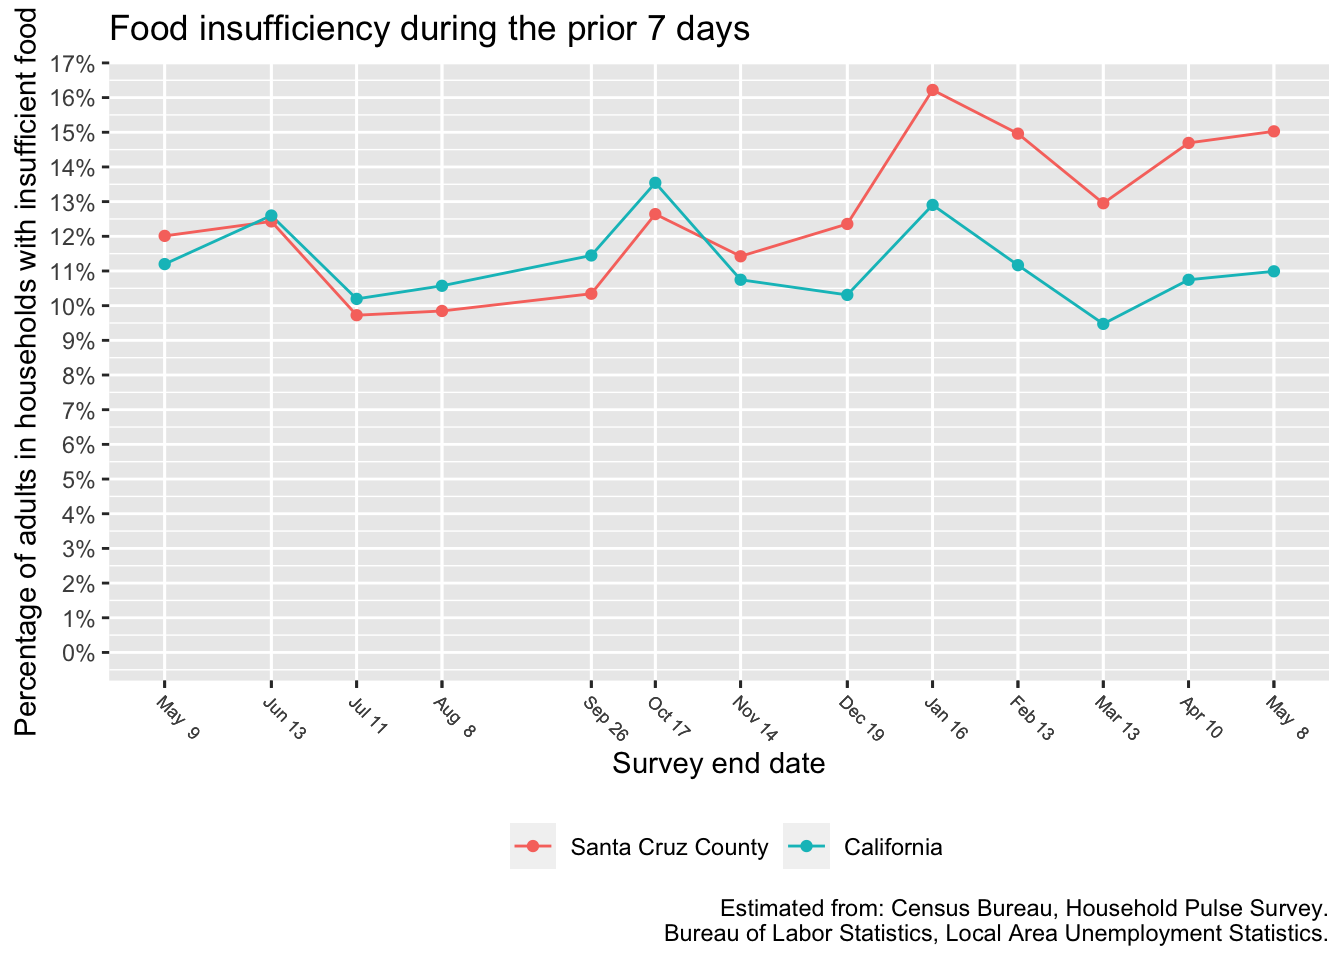 Food insufficiency during the prior 7 days
Percentage of adults in households with insufficient food
17%
16%
15%
14%
13%
12%
11%
10%
9%
8%
7%
6%
5%
4%
3%
2%
1%
0%
May 9
Jun 13
Jul 11
Aug 8
Sep 26
Oct 17
Nov 14
Dec 19
Jan 16
Feb 13
Mar 13
Apr 10
May 8
Survey end date
Santa Cruz County
California
Estimated from: Census Bureau, Household Pulse Survey.
Bureau of Labor Statistics, Local Area Unemployment Statistics.